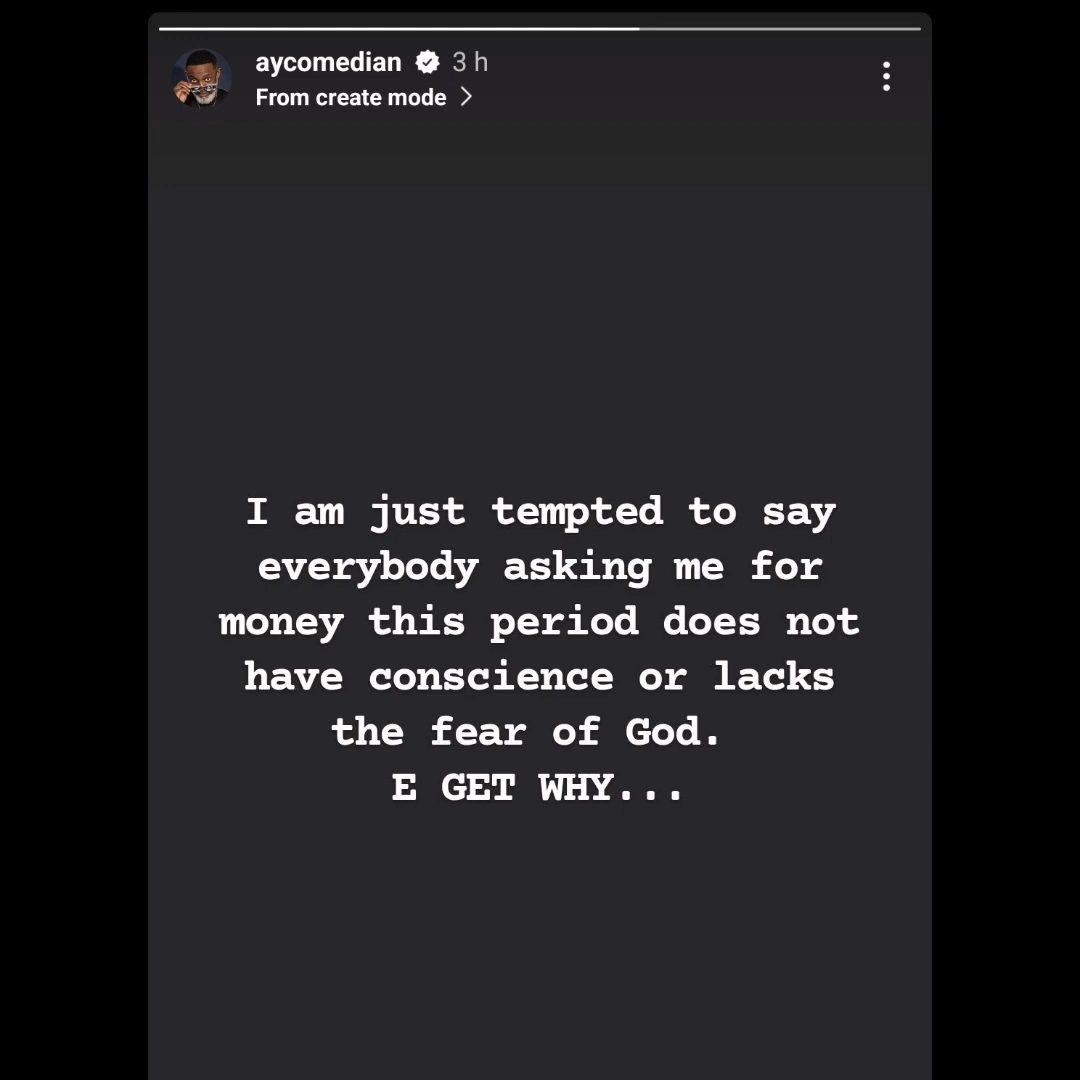 aycomedian 3 h
From create mode
I am just tempted to say
everybody asking me for
money this period does not
have conscience or lacks
the fear of God.
E GET WHY...